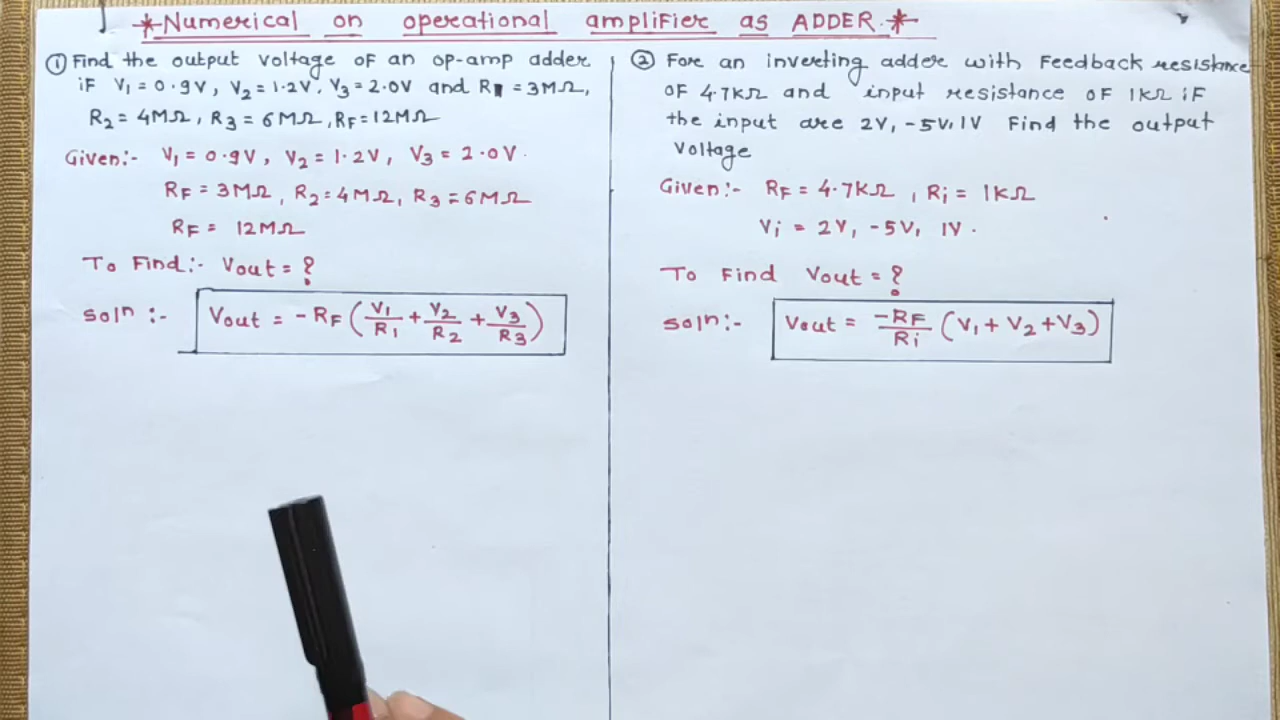 *Numerical on operational amplifier as ADDER.*
① Find the output voltage of an op-amp adder
if V₁ = 0.9V, V₂ = 1.2V, V₃ = 2.0V and R = 3MΩ,
R₂ = 4MΩ, R₃ = 6MΩ, RF = 12MΩ
Given:- V₁ = 0.9V, V₂ = 1.2V, V₃ = 2.0V.
RF = 3MΩ, R₂ = 4MΩ, R₃ = 6MΩ
RF = 12MΩ
To Find:- Vout = ?
Soln :- Vout = -RF (V₁/R₁ + V₂/R₂ + V₃/R₃)
② Fore an inverting adder with Feedback resistance
of 4.7kΩ and input resistance of 1kΩ if
the input are 2V, -5V, 1V Find the output
voltage
Given:- RF = 4.7kΩ, Ri = 1kΩ
Vi = 2V, -5V, 1V.
To Find Vout = ?
Soln:- Vout = -RF/Ri (V₁ + V₂ + V₃)